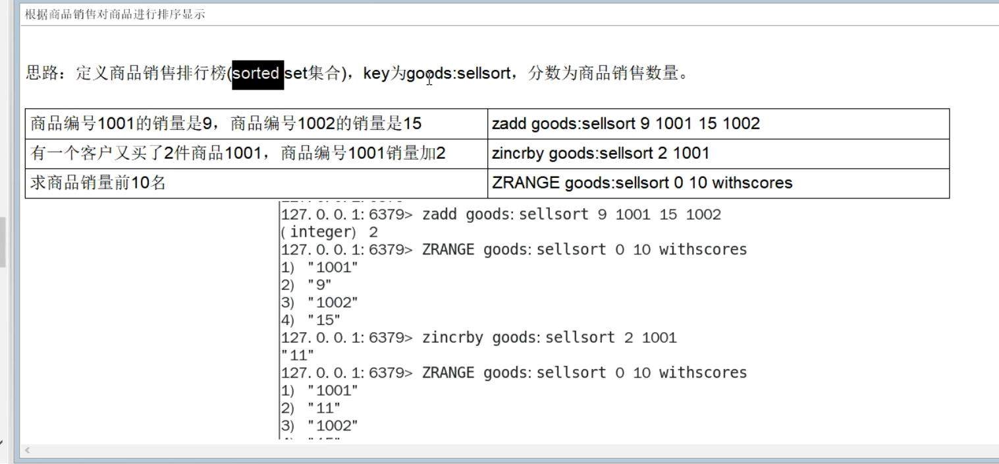 根据商品销售对商品进行排序显示
思路：定义商品销售排行榜(sorted set集合)，key为goods:sellsort，分数为商品销售数量。
商品编号1001的销量是9，商品编号1002的销量是15 zadd goods:sellsort 9 1001 15 1002
有一个客户又买了2件商品1001，商品编号1001销量加2 zincrby goods:sellsort 2 1001
求商品销量前10名 ZRANGE goods:sellsort 0 10 withscores
127.0.0.1:6379> zadd goods:sellsort 9 1001 15 1002
(integer) 2
127.0.0.1:6379> ZRANGE goods:sellsort 0 10 withscores
1) "1001"
2) "9"
3) "1002"
4) "15"
127.0.0.1:6379> zincrby goods:sellsort 2 1001
"11"
127.0.0.1:6379> ZRANGE goods:sellsort 0 10 withscores
1) "1001"
2) "11"
3) "1002"